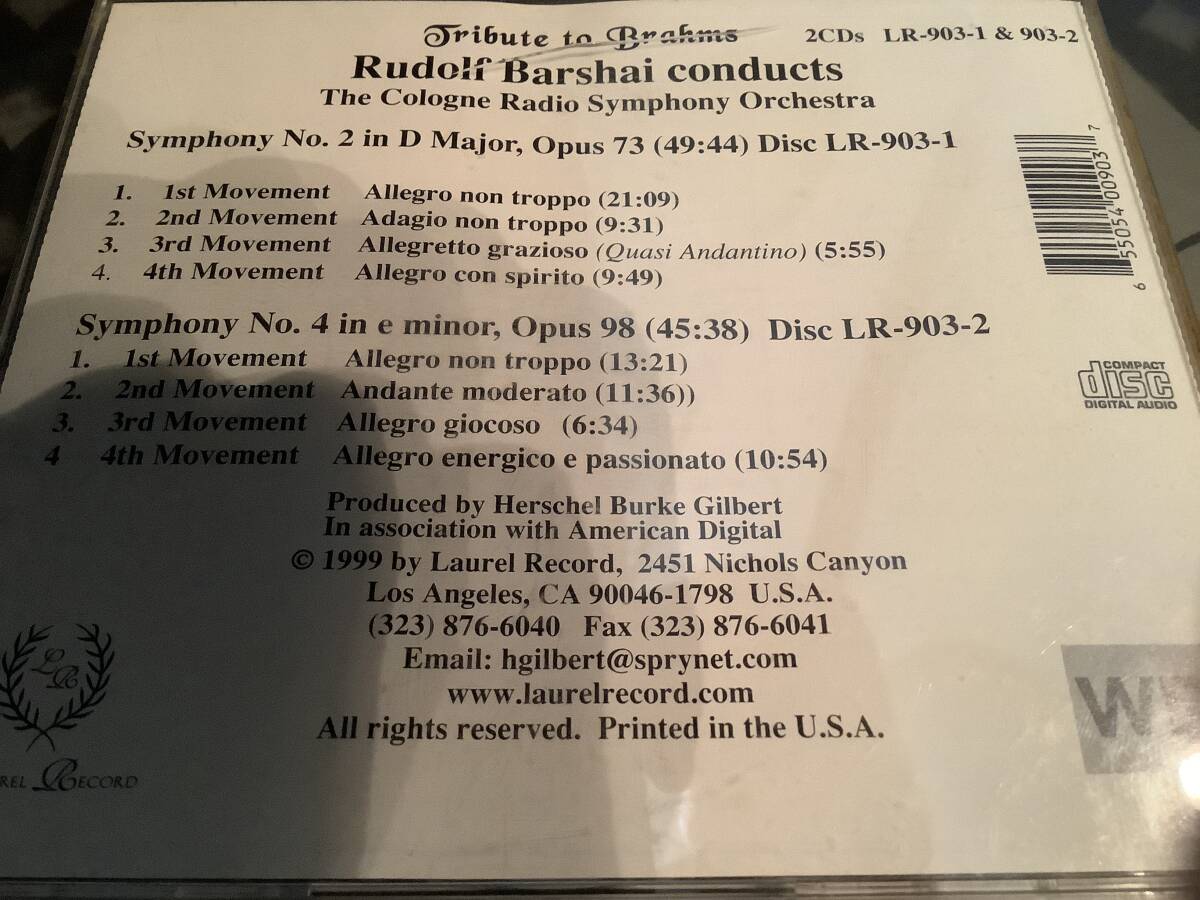 Tribute to Brahms 2CDs LR-903-1 & 903-2
Rudolf Barshai conducts
The Cologne Radio Symphony Orchestra
Symphony No. 2 in D Major, Opus 73 (49:44) Disc LR-903-1
1. 1st Movement Allegro non troppo (21:09)
2. 2nd Movement Adagio non troppo (9:31)
3. 3rd Movement Allegretto grazioso (Quasi Andantino) (5:55)
4. 4th Movement Allegro con spirito (9:49)
6 55054 00903 7
Symphony No. 4 in e minor, Opus 98 (45:38) Disc LR-903-2
1. 1st Movement Allegro non troppo (13:21)
2. 2nd Movement Andante moderato (11:36))
3. 3rd Movement Allegro giocoso (6:34)
4 4th Movement Allegro energico e passionato (10:54)
COMPACT
disc
DIGITAL AUDIO
Produced by Herschel Burke Gilbert
In association with American Digital
© 1999 by Laurel Record, 2451 Nichols Canyon
Los Angeles, CA 90046-1798 U.S.A.
(323) 876-6040 Fax (323) 876-6041
Email: hgilbert@sprynet.com
www.laurelrecord.com
All rights reserved. Printed in the U.S.A.
LR
REL RECORD